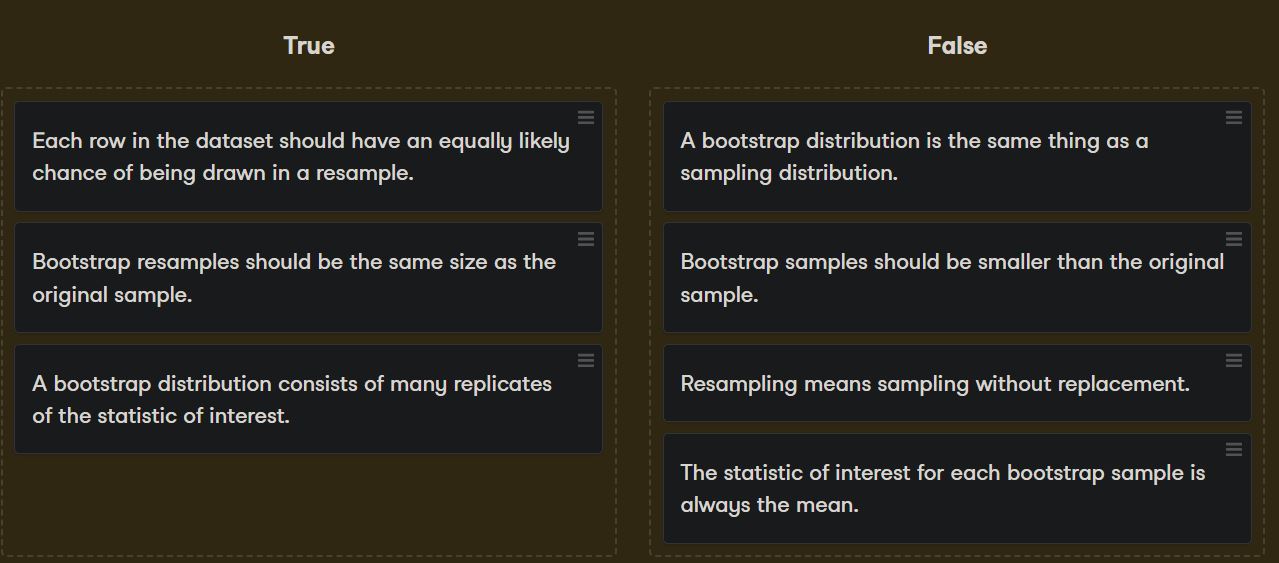 True
Each row in the dataset should have an equally likely
chance of being drawn in a resample.
Bootstrap resamples should be the same size as the
original sample.
A bootstrap distribution consists of many replicates
of the statistic of interest.
False
A bootstrap distribution is the same thing as a
sampling distribution.
Bootstrap samples should be smaller than the original
sample.
Resampling means sampling without replacement.
The statistic of interest for each bootstrap sample is
always the mean.